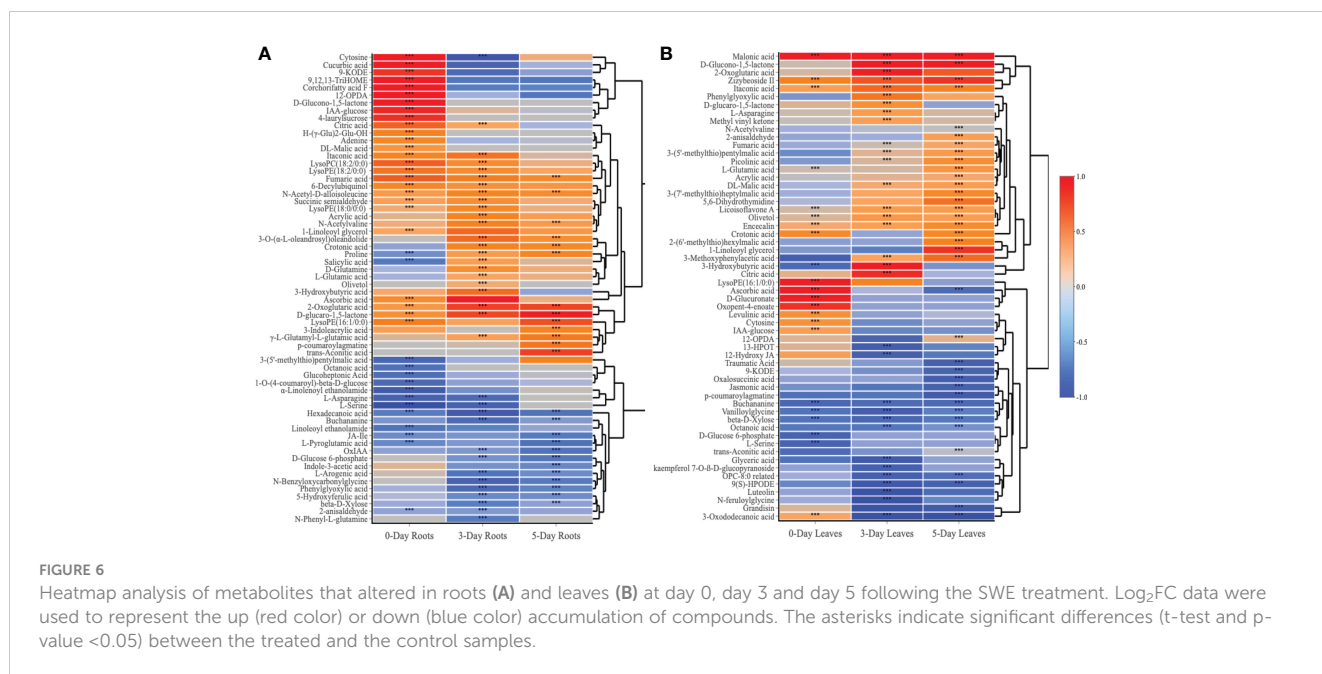 A
Cytosine
Cucurbic acid
9-KODE
9,12,13-TriHOME
Corchorifatty acid F
12-OPDA
D-Glucono-1,5-lactone
IAA-glucose
4-laurylsucrose
Citric acid
H-(γ-Glu)2-Glu-OH
Adenine
DL-Malic acid
Itaconic acid
LysoPC(18:2/0:0)
LysoPE(18:2/0:0)
Fumaric acid
6-Decylubiquinol
N-Acetyl-D-alloisoleucine
Succinic semialdehyde
LysoPE(18:0/0:0)
Acrylic acid
N-Acetylvaline
1-Linoleoyl glycerol
3-O-(α-L-oleandrosyl)oleandolide
Crotonic acid
Proline
Salicylic acid
D-Glutamine
L-Glutamic acid
Olivetol
3-Hydroxybutyric acid
Ascorbic acid
2-Oxoglutaric acid
D-glucaro-1,5-lactone
LysoPE(16:1/0:0)
3-Indoleacrylic acid
γ-L-Glutamyl-L-glutamic acid
p-coumaroylagmatine
trans-Aconitic acid
3-(5'-methylthio)pentylmalic acid
Octanoic acid
Glucoheptonic Acid
1-O-(4-coumaroyl)-beta-D-glucose
α-Linolenoyl ethanolamide
L-Asparagine
L-Serine
Hexadecanoic acid
Buchananine
Linoleoyl ethanolamide
JA-Ile
L-Pyroglutamic acid
OxIAA
D-Glucose 6-phosphate
Indole-3-acetic acid
L-Arogenic acid
N-Benzyloxycarbonylglycine
Phenylglyoxylic acid
5-Hydroxyferulic acid
beta-D-Xylose
2-anisaldehyde
N-Phenyl-L-glutamine
0-Day Roots 3-Day Roots 5-Day Roots
B
Malonic acid
D-Glucono-1,5-lactone
2-Oxoglutaric acid
Zizybeoside II
Itaconic acid
Phenylglyoxylic acid
D-glucaro-1,5-lactone
L-Asparagine
Methyl vinyl ketone
N-Acetylvaline
2-anisaldehyde
Fumaric acid
3-(5'-methylthio)pentylmalic acid
Picolinic acid
L-Glutamic acid
Acrylic acid
DL-Malic acid
3-(7'-methylthio)heptylmalic acid
5,6-Dihydrothymidine
Licoisoflavone A
Olivetol
Encecalin
Crotonic acid
2-(6'-methylthio)hexylmalic acid
1-Linoleoyl glycerol
3-Methoxyphenylacetic acid
3-Hydroxybutyric acid
Citric acid
LysoPE(16:1/0:0)
Ascorbic acid
D-Glucuronate
Oxopent-4-enoate
Levulinic acid
Cytosine
IAA-glucose
12-OPDA
13-HPOT
12-Hydroxy JA
Traumatic Acid
9-KODE
Oxalosuccinic acid
Jasmonic acid
p-coumaroylagmatine
Buchananine
Vanilloylglycine
beta-D-Xylose
Octanoic acid
D-Glucose 6-phosphate
L-Serine
trans-Aconitic acid
Glyceric acid
kaempferol 7-O-ß-D-glucopyranoside
OPC-8:0 related
9(S)-HPODE
Luteolin
N-feruloylglycine
Grandisin
3-Oxododecanoic acid
0-Day Leaves 3-Day Leaves 5-Day Leaves
1.0
0.5
0.0
-0.5
-1.0
FIGURE 6
Heatmap analysis of metabolites that altered in roots (A) and leaves (B) at day 0, day 3 and day 5 following the SWE treatment. Log₂FC data were
used to represent the up (red color) or down (blue color) accumulation of compounds. The asterisks indicate significant differences (t-test and p-
value <0.05) between the treated and the control samples.